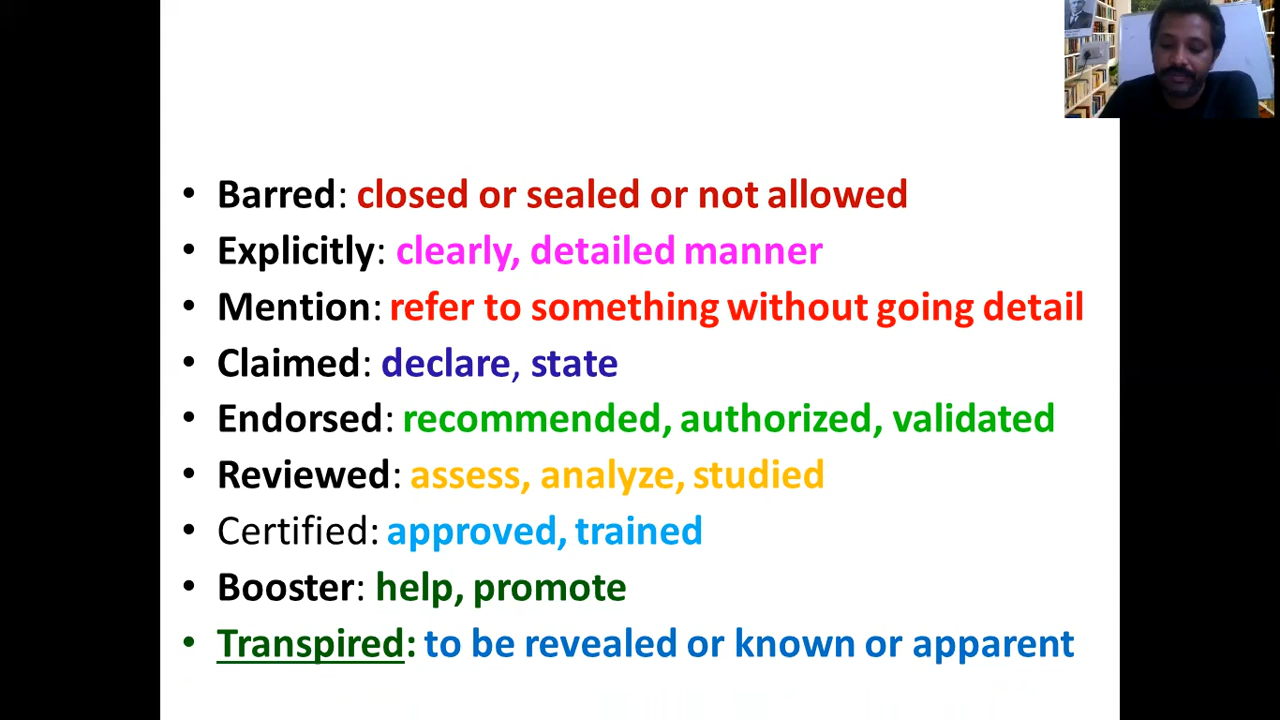 • Barred: closed or sealed or not allowed
• Explicitly: clearly, detailed manner
• Mention: refer to something without going detail
• Claimed: declare, state
• Endorsed: recommended, authorized, validated
• Reviewed: assess, analyze, studied
• Certified: approved, trained
• Booster: help, promote
• Transpired: to be revealed or known or apparent